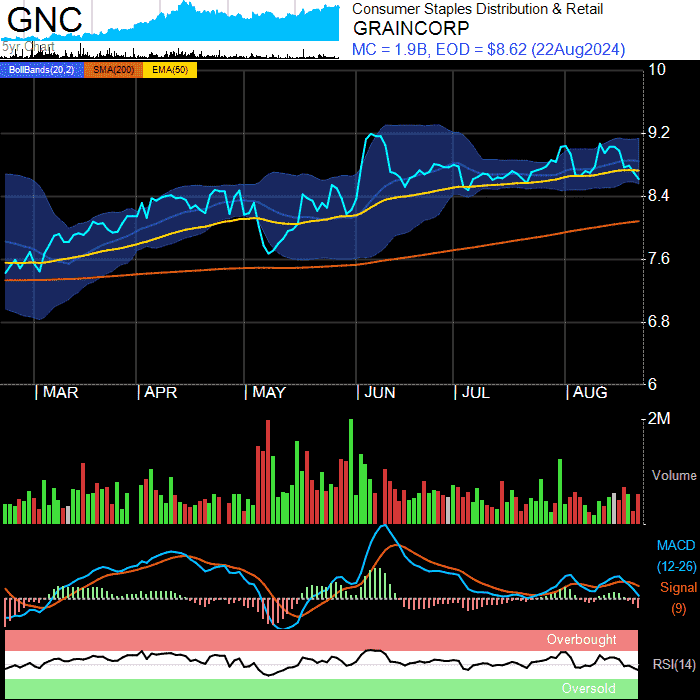 GNC
5yr Chart
Consumer Staples Distribution & Retail
GRAINCORP
MC = 1.9B, EOD = $8.62 (22Aug2024)
BollBands(20,2) SMA(200) EMA(50)
10
9.2
8.4
7.6
6.8
6
MAR APR MAY JUN JUL AUG
2M
Volume
MACD
(12-26)
Signal
(9)
Overbought
RSI(14)
Oversold